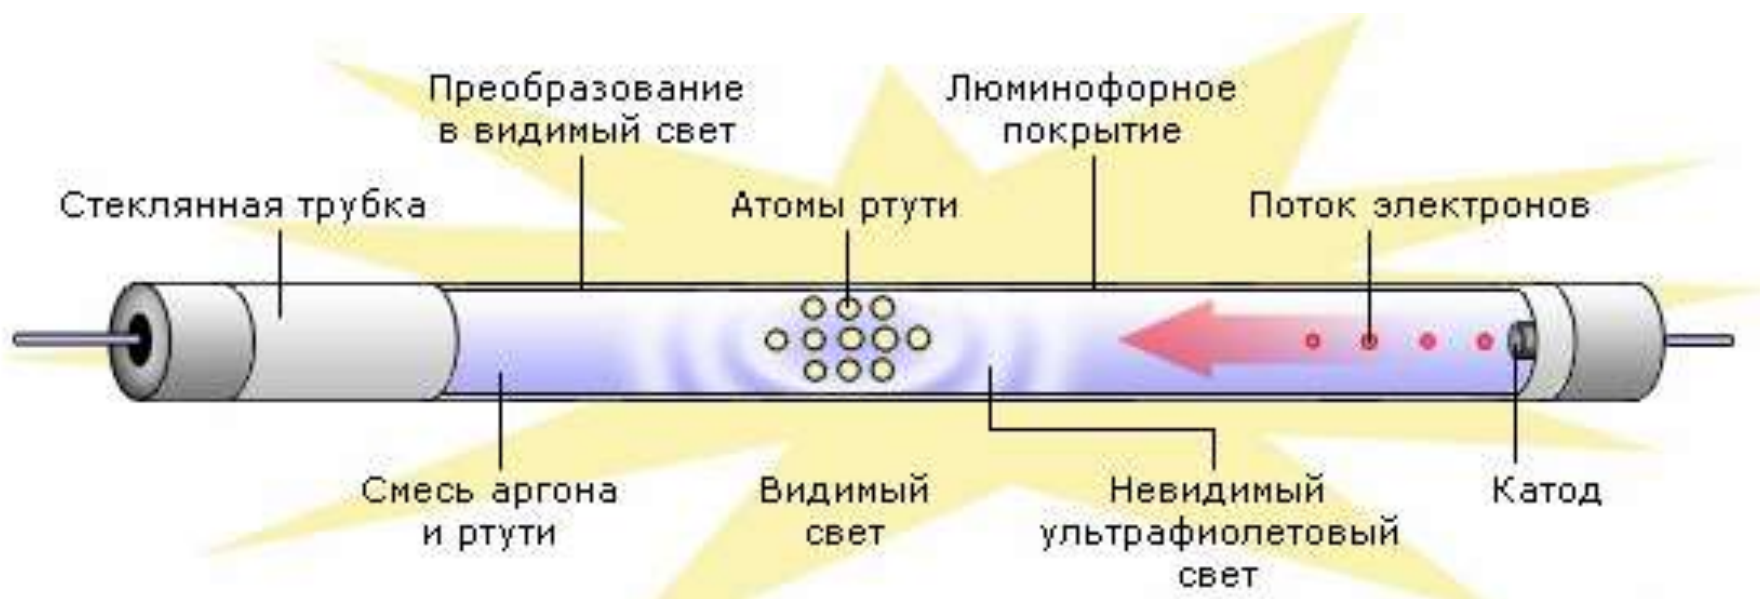 Преобразование
в видимый свет
Люминофорное
покрытие
Стеклянная трубка
Атомы ртути
Поток электронов
Смесь аргона
и ртути
Видимый
свет
Невидимый
ультрафиолетовый
свет
Катод